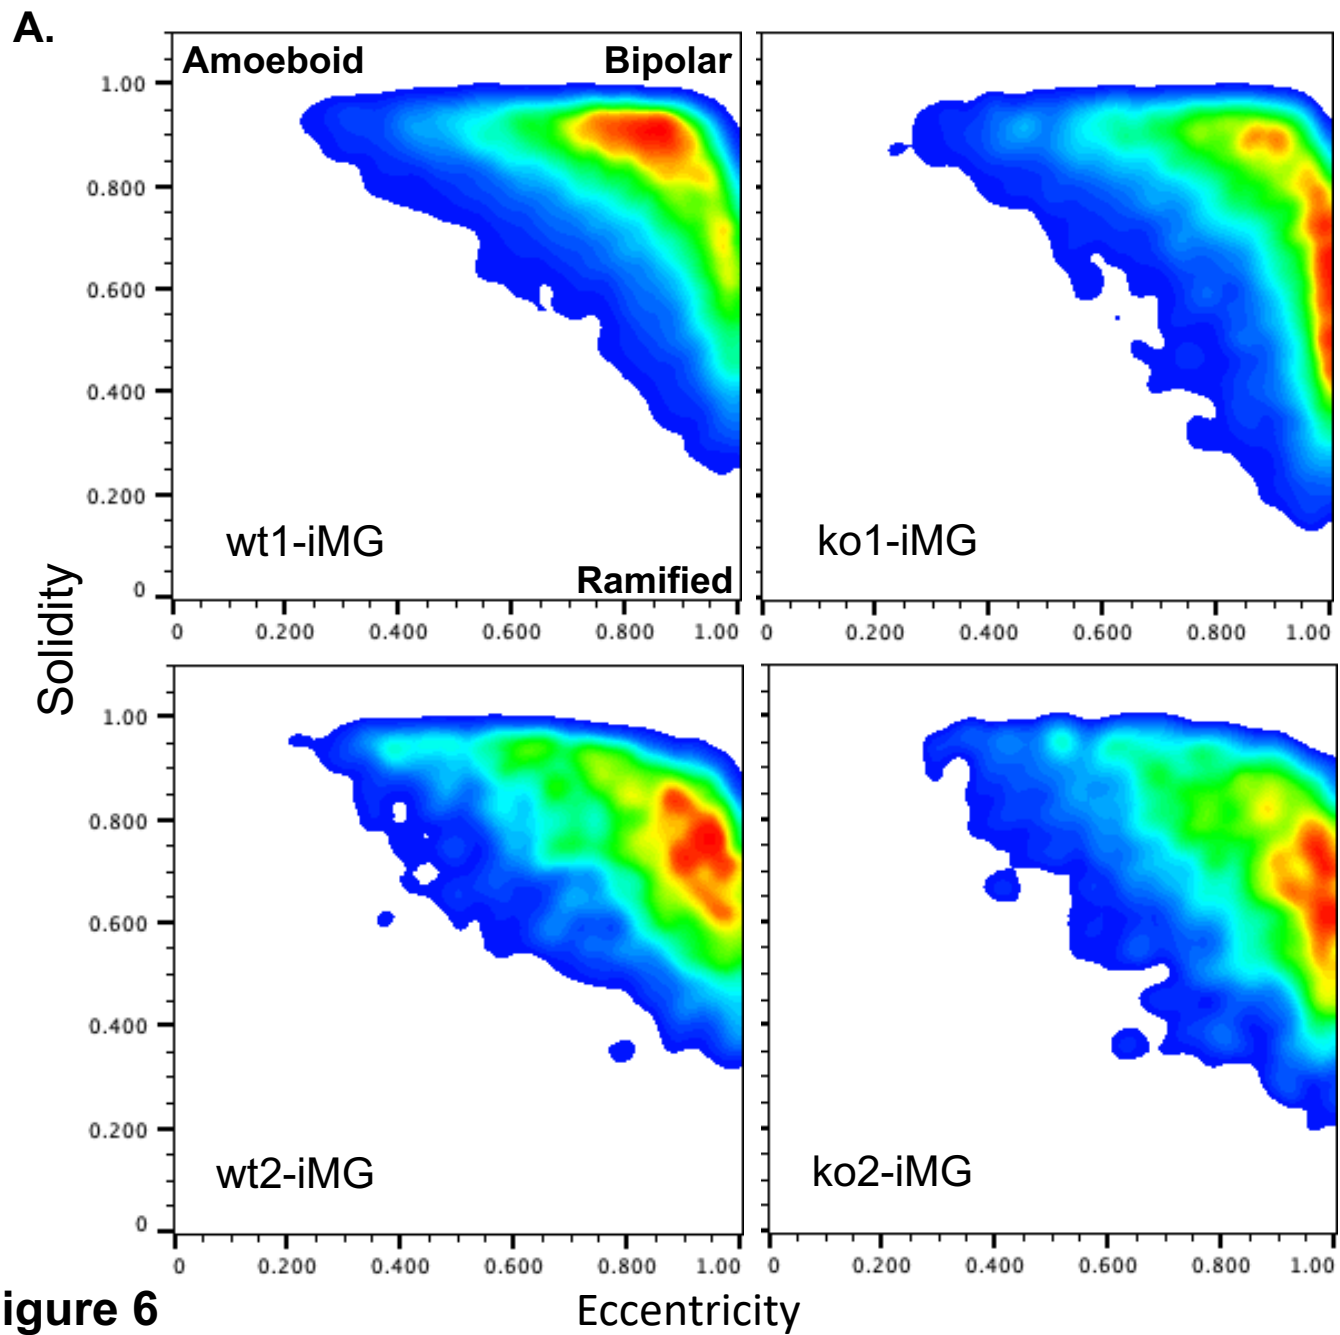 A.
Amoeboid Bipolar
1.00
0.800
0.600
0.400
0.200
0
wt1-iMG
Ramified
0 0.200 0.400 0.600 0.800 1.00
ko1-iMG
0 0.200 0.400 0.600 0.800 1.00
Solidity
1.00
0.800
0.600
0.400
0.200
0
wt2-iMG
0 0.200 0.400 0.600 0.800 1.00
ko2-iMG
0 0.200 0.400 0.600 0.800 1.00
igure 6
Eccentricity